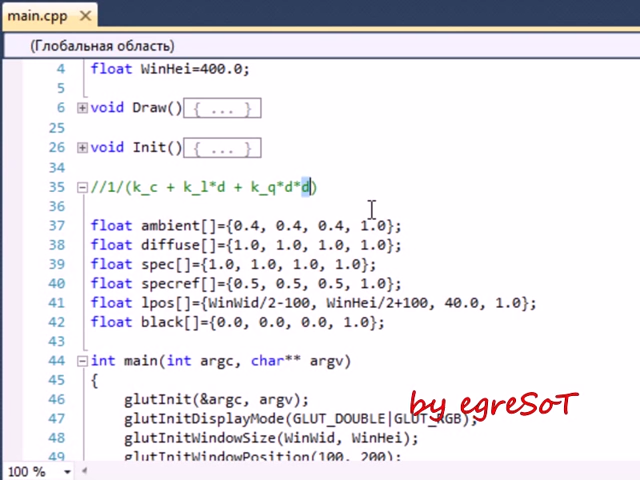 main.cpp
(Глобальная область)
4 float WinHei=400.0;
5
6 void Draw() { ... }
25
26 void Init() { ... }
34
35 //1/(k_c + k_l*d + k_q*d*d)
36
37 float ambient[]={0.4, 0.4, 0.4, 1.0};
38 float diffuse[]={1.0, 1.0, 1.0, 1.0};
39 float spec[]={1.0, 1.0, 1.0, 1.0};
40 float specref[]={0.5, 0.5, 0.5, 1.0};
41 float lpos[]={WinWid/2-100, WinHei/2+100, 40.0, 1.0};
42 float black[]={0.0, 0.0, 0.0, 1.0};
43
44 int main(int argc, char** argv)
45 {
46 glutInit(&argc, argv);
by egreSoT
47 glutInitDisplayMode(GLUT_DOUBLE|GLUT_RGB);
48 glutInitWindowSize(WinWid, WinHei);
49 glutInitWindowPosition(100, 200);
100 %